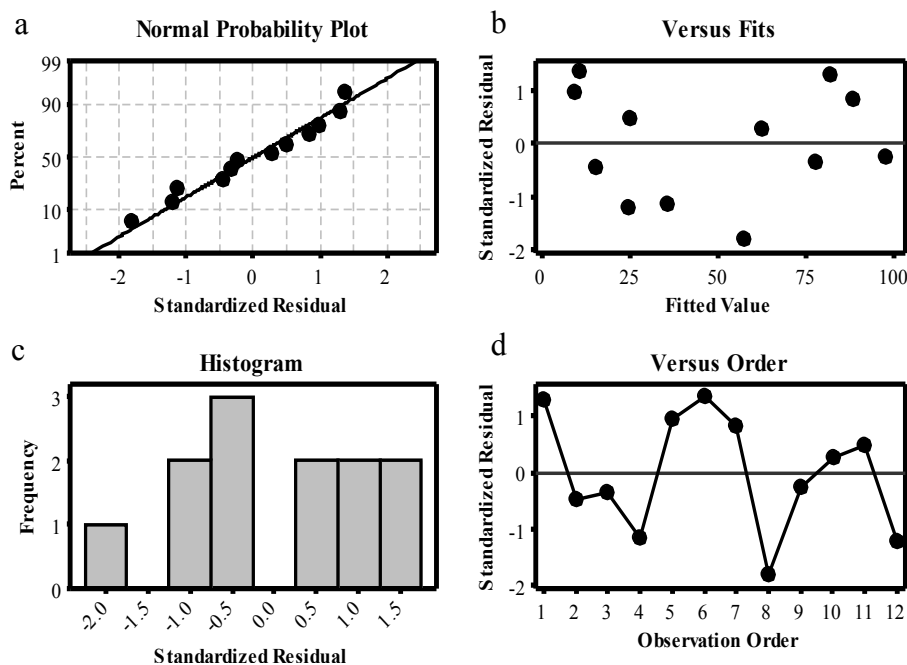 a
Normal Probability Plot
99
90
50
10
1
Percent
-2
-1
0
1
2
Standardized Residual
b
Versus Fits
1
0
-1
-2
Standardized Residual
0
25
50
75
100
Fitted Value
c
Histogram
3
2
1
0
Frequency
-2.0
-1.5
-1.0
-0.5
0.0
0.5
1.0
1.5
Standardized Residual
d
Versus Order
1
0
-1
-2
Standardized Residual
1
2
3
4
5
6
7
8
9
10
11
12
Observation Order